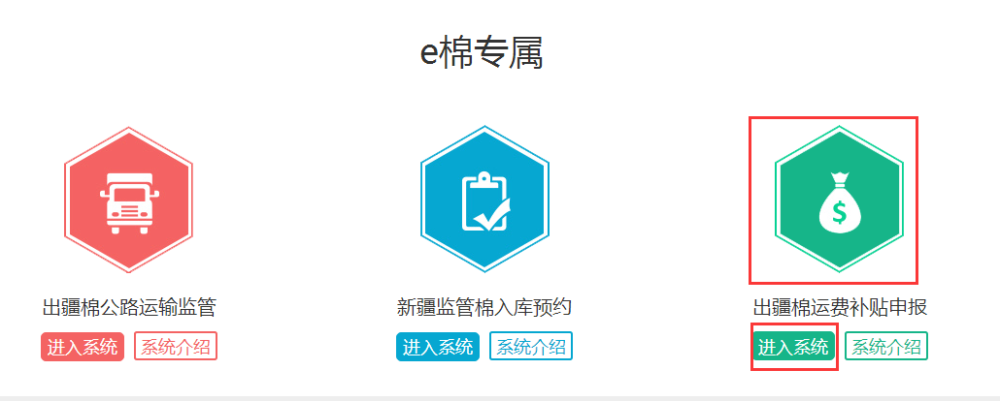 e棉专属
$
出疆棉公路运输监管 新疆监管棉入库预约 出疆棉运费补贴申报
进入系统 系统介绍 进入系统 系统介绍 进入系统 系统介绍